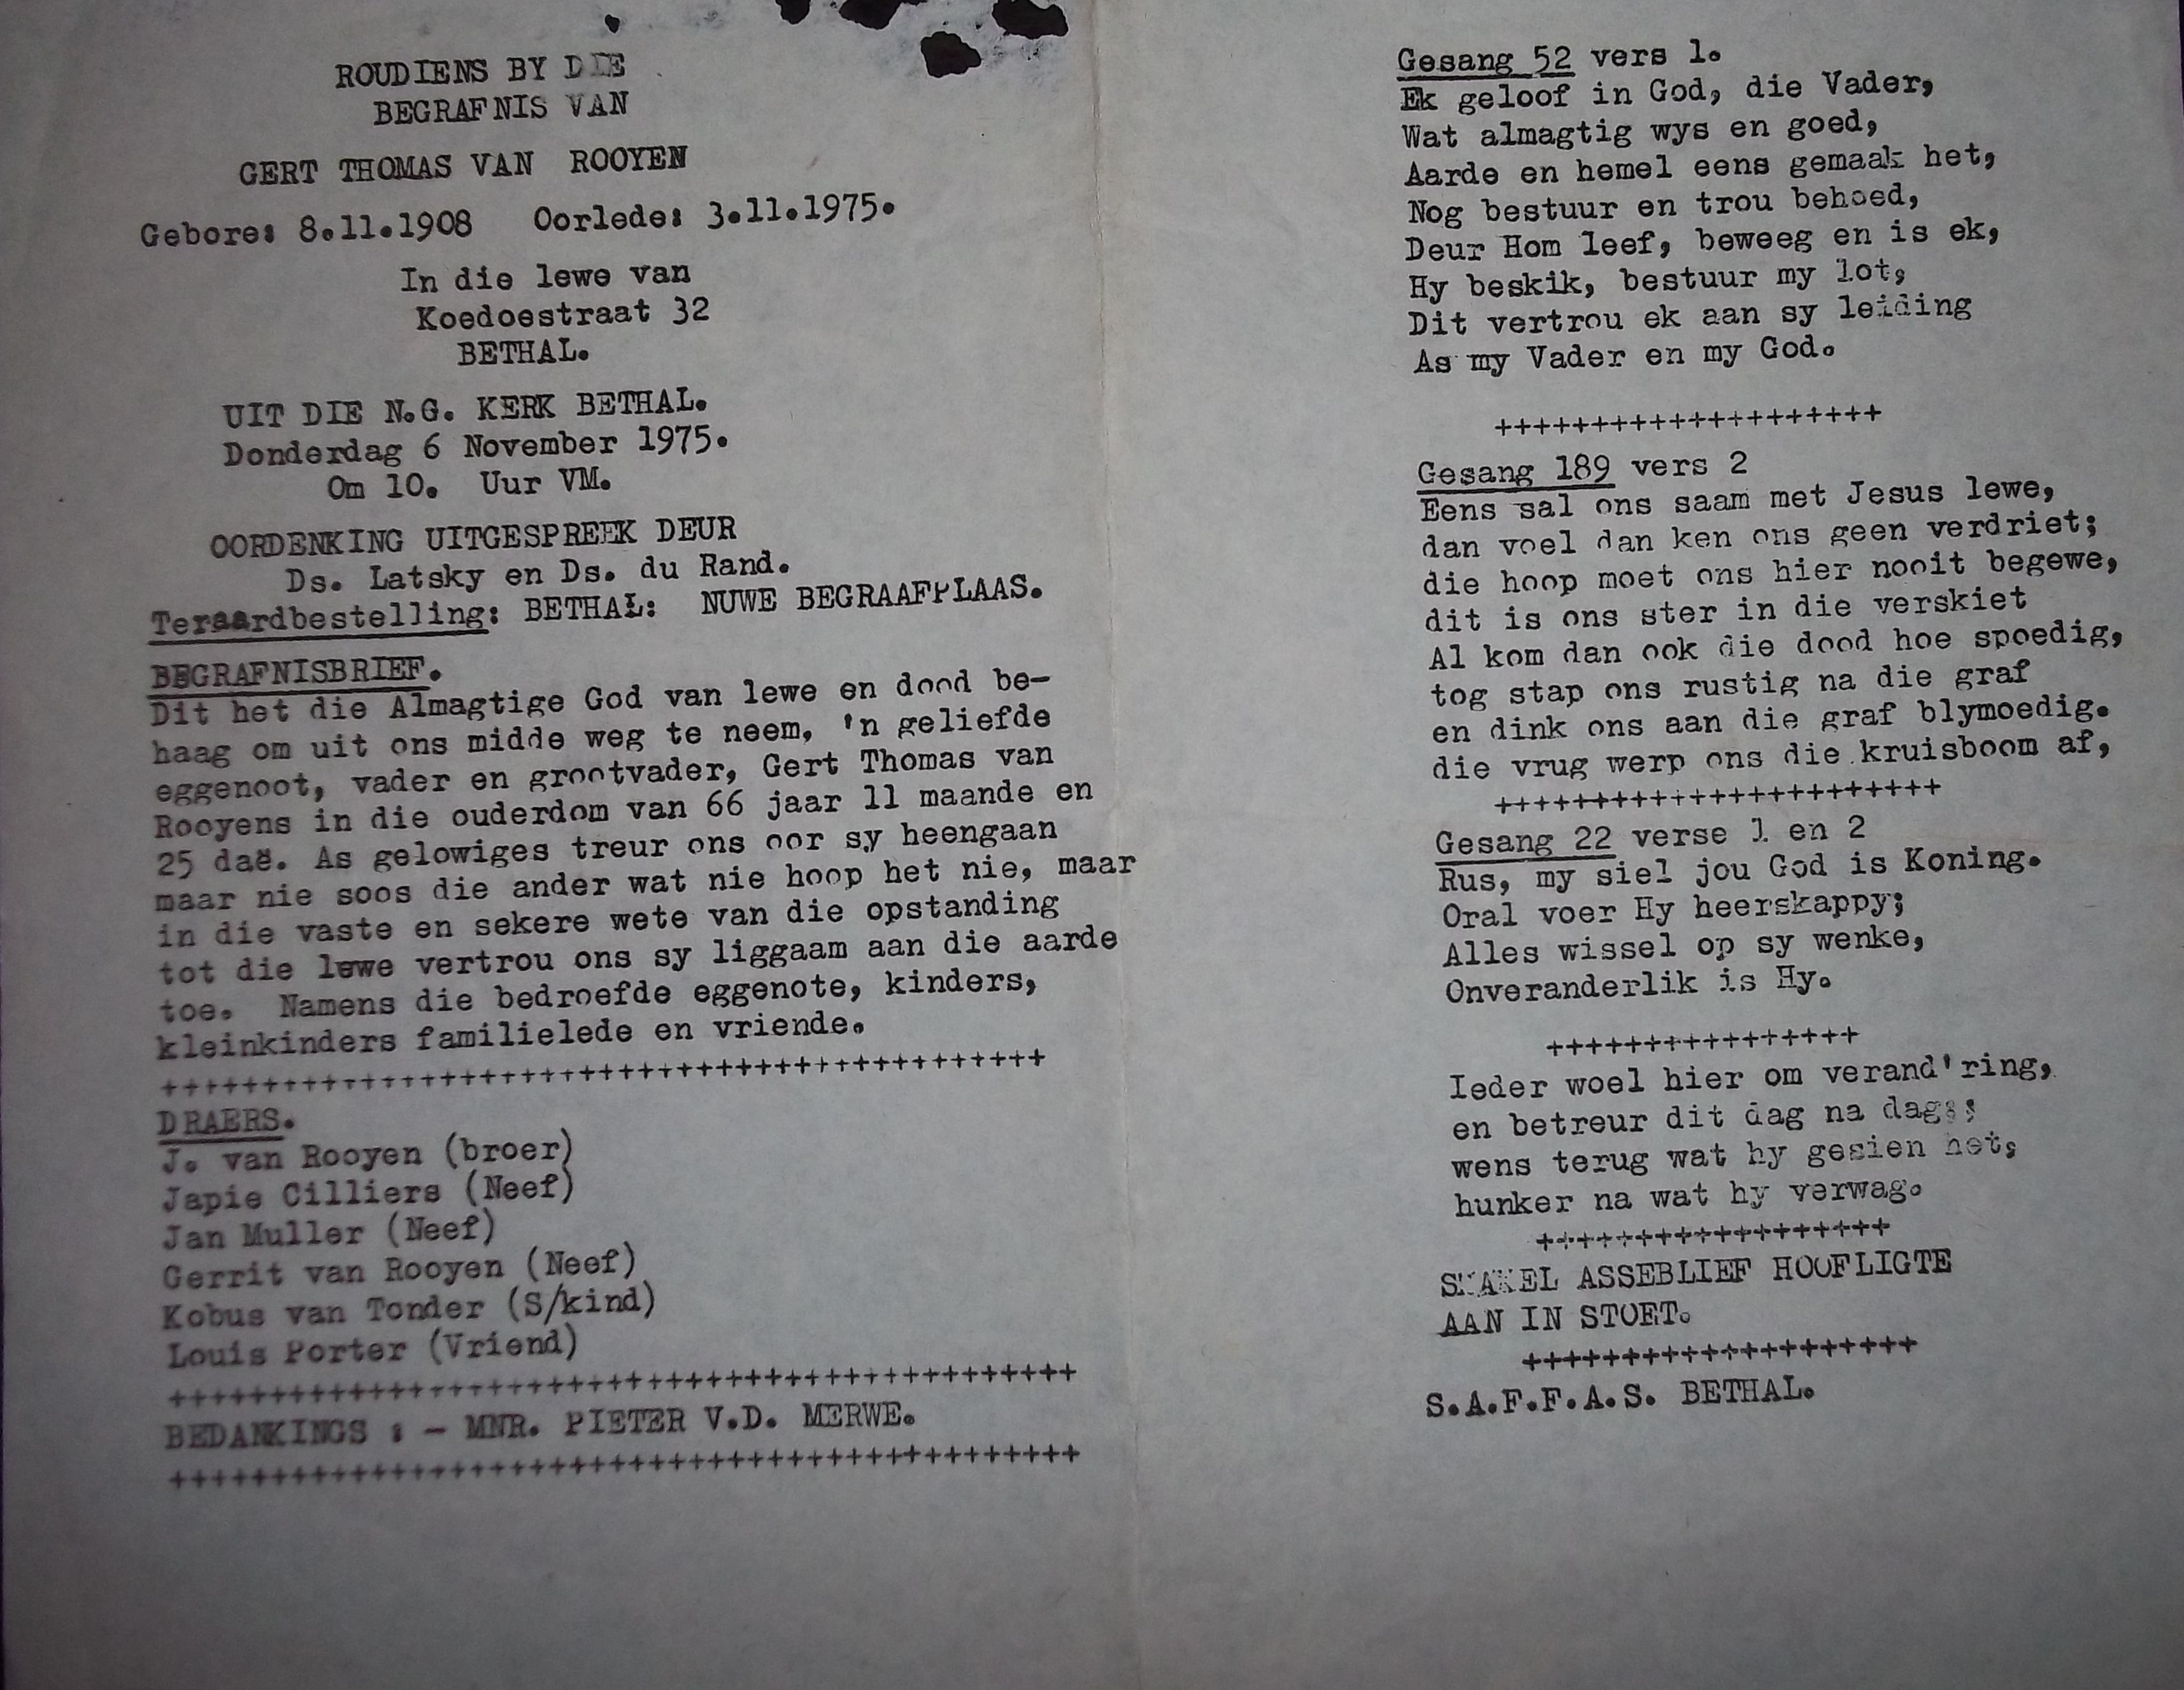 ROUDIENS BY DIE
BEGRAFNIS VAN
GERT THOMAS VAN ROOYEN
Gebore: 8.11.1908 Oorlede: 3.11.1975.
In die lewe van
Koedoestraat 32
BETHAL.
UIT DIE N.G. KERK BETHAL.
Donderdag 6 November 1975.
Om 10. Uur VM.
OORDENKING UITGESPREEK DEUR
Ds. Latsky en Ds. du Rand.
Teraardbestelling: BETHAL: NUWE BEGRAAFPLAAS.
BEGRAFNISBRIEF.
Dit het die Almagtige God van lewe en dood be-
haag om uit ons midde weg te neem, 'n geliefde
eggenoot, vader en grootvader, Gert Thomas van
Rooyens in die ouderdom van 66 jaar 11 maande en
25 daë. As gelowiges treur ons oor sy heengaan
maar nie soos die ander wat nie hoop het nie, maar
in die vaste en sekere wete van die opstanding
tot die lewe vertrou ons sy liggaam aan die aarde
toe. Namens die bedroefde eggenote, kinders,
kleinkinders familielede en vriende.
++++++++++++++++++++++++++++++++++++++++++++
DRAERS.
J. van Rooyen (broer)
Japie Cilliers (Neef)
Jan Muller (Neef)
Gerrit van Rooyen (Neef)
Kobus van Tonder (S/kind)
Louis Porter (Vriend)
+++++++++++++++++++++++++++++++++++++++++++++
BEDANKINGS : - MNR. PIETER V.D. MERWE.
+++++++++++++++++++++++++++++++++++++++++++++
Gesang 52 vers 1.
Ek geloof in God, die Vader,
Wat almagtig wys en goed,
Aarde en hemel eens gemaak het,
Nog bestuur en trou behoed,
Deur Hom leef, beweeg en is ek,
Hy beskik, bestuur my lot,
Dit vertrou ek aan sy leiding
As my Vader en my God.
++++++++++++++++++++
Gesang 189 vers 2
Eens sal ons saam met Jesus lewe,
dan voel dan ken ons geen verdriet;
die hoop moet ons hier nooit begewe,
dit is ons ster in die verskiet
Al kom dan ook die dood hoe spoedig,
tog stap ons rustig na die graf
en dink ons aan die graf blymoedig.
die vrug werp ons die kruisboom af,
+++++++++++++++++++++++
Gesang 22 verse 1 en 2
Rus, my siel jou God is Koning.
Oral voer Hy heerskappy;
Alles wissel op sy wenke,
Onveranderlik is Hy.
++++++++++++++++
Ieder woel hier om verand'ring,
en betreur dit dag na dag;
wens terug wat hy gesien het,
hunker na wat hy verwag.
++++++++++++++++++
SKAKEL ASSEBLIEF HOOFLIGTE
AAN IN STOET.
++++++++++++++++++++
S.A.F.F.A.S. BETHAL.